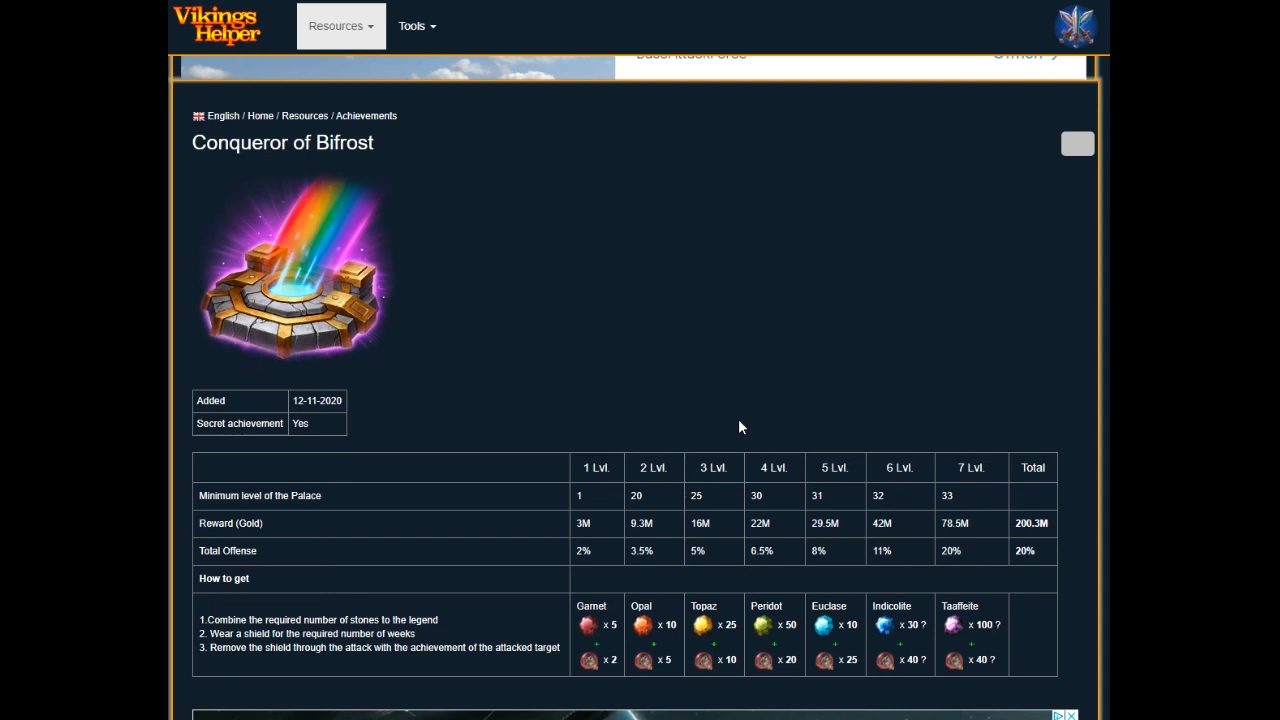 Vikings
Helper
Resources
Tools
English / Home / Resources / Achievements
Conqueror of Bifrost
Added 12-11-2020
Secret achievement Yes
1 Lvl. 2 Lvl. 3 Lvl. 4 Lvl. 5 Lvl. 6 Lvl. 7 Lvl. Total
Minimum level of the Palace 1 20 25 30 31 32 33
Reward (Gold) 3M 9.3M 16M 22M 29.5M 42M 78.5M 200.3M
Total Offense 2% 3.5% 5% 6.5% 8% 11% 20% 20%
How to get
Garnet Opal Topaz Peridot Euclase Indicolite Taaffeite
1.Combine the required number of stones to the legend
2. Wear a shield for the required number of weeks
3. Remove the shield through the attack with the achievement of the attacked target
x 5 x 10 x 25 x 50 x 10 x 30 ? x 100 ?
+ + + + + + +
x 2 x 5 x 10 x 20 x 25 x 40 ? x 40 ?